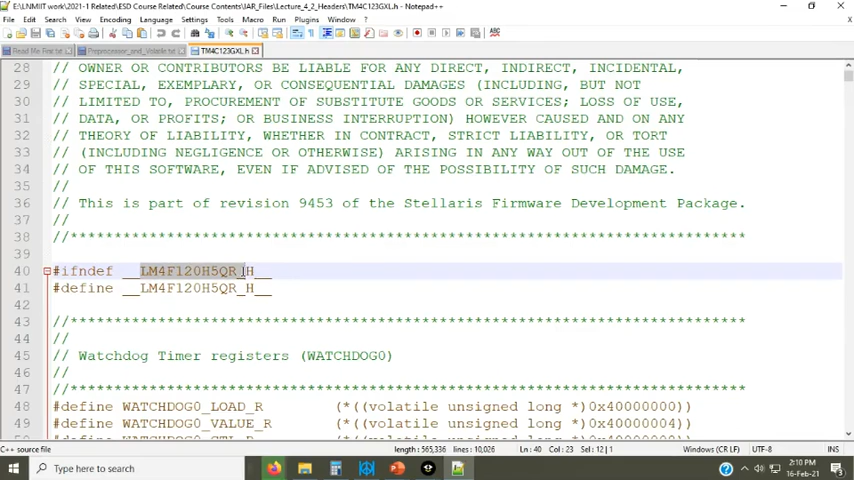 E:\LNMIIT work\2021-1 Related\ESD Course\Course Contents\IAR_Files\Lecture_4_2_Headers\TM4C123GXL.h - Notepad++
File Edit Search View Encoding Language Settings Tools Macro Run Plugins Window ?
Read Me First.txt Preprocessor_and_Volatile.txt TM4C123GXL.h
28 // OWNER OR CONTRIBUTORS BE LIABLE FOR ANY DIRECT, INDIRECT, INCIDENTAL,
29 // SPECIAL, EXEMPLARY, OR CONSEQUENTIAL DAMAGES (INCLUDING, BUT NOT
30 // LIMITED TO, PROCUREMENT OF SUBSTITUTE GOODS OR SERVICES; LOSS OF USE,
31 // DATA, OR PROFITS; OR BUSINESS INTERRUPTION) HOWEVER CAUSED AND ON ANY
32 // THEORY OF LIABILITY, WHETHER IN CONTRACT, STRICT LIABILITY, OR TORT
33 // (INCLUDING NEGLIGENCE OR OTHERWISE) ARISING IN ANY WAY OUT OF THE USE
34 // OF THIS SOFTWARE, EVEN IF ADVISED OF THE POSSIBILITY OF SUCH DAMAGE.
35 //
36 // This is part of revision 9453 of the Stellaris Firmware Development Package.
37 //
38 //*****************************************************************************
39
40 #ifndef __LM4F120H5QR_H__
41 #define __LM4F120H5QR_H__
42
43 //*****************************************************************************
44 //
45 // Watchdog Timer registers (WATCHDOG0)
46 //
47 //*****************************************************************************
48 #define WATCHDOG0_LOAD_R (*((volatile unsigned long *)0x40000000))
49 #define WATCHDOG0_VALUE_R (*((volatile unsigned long *)0x40000004))
C++ source file length : 565,336 lines : 10,026 Ln : 40 Col : 23 Sel : 12 | 1 Windows (CR LF) UTF-8 INS
Type here to search
2:10 PM
16-Feb-21